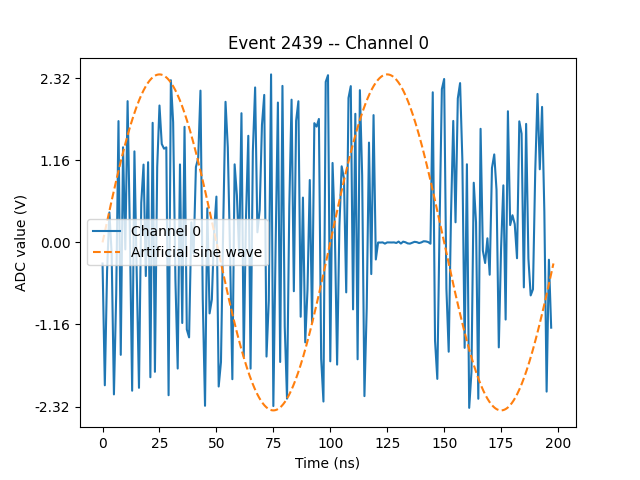 Event 2439 -- Channel 0
ADC value (V)
2.32
1.16
0.00
-1.16
-2.32
Channel 0
Artificial sine wave
0 25 50 75 100 125 150 175 200
Time (ns)